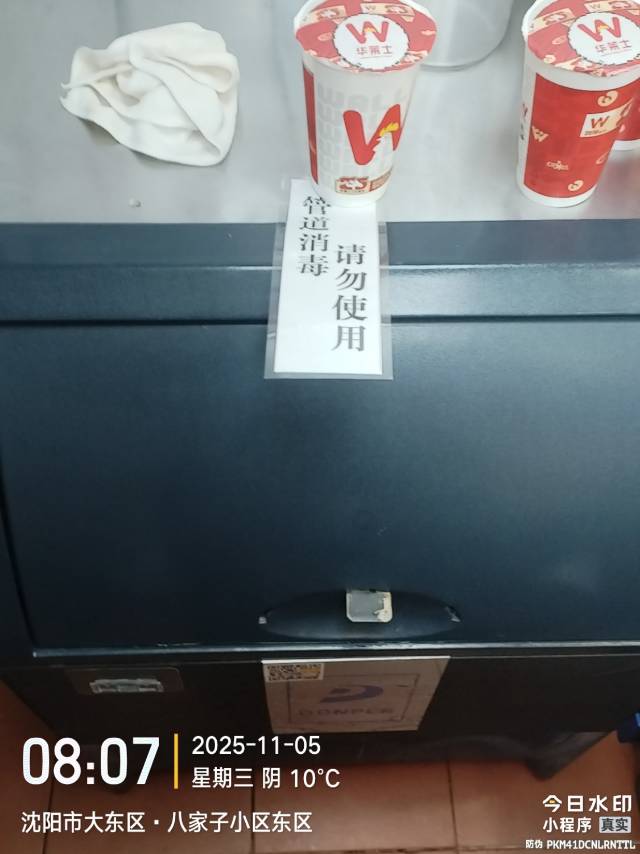 W
华莱士
W
华莱士
W
W
管道消毒
请勿使用
DONPER
08:07
2025-11-05
星期三 阴 10°C
沈阳市大东区·八家子小区东区
今日水印
小程序 真实
防伪 PKM41DCNLRNTTL